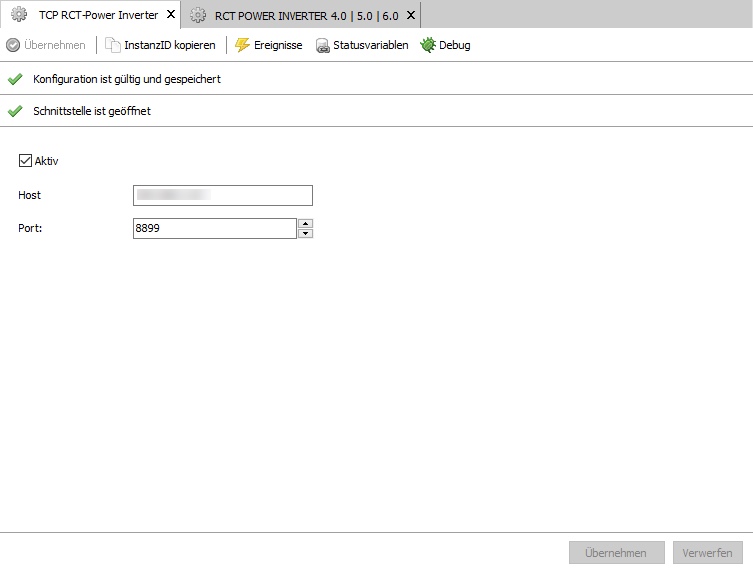 TCP RCT-Power Inverter X RCT POWER INVERTER 4.0 | 5.0 | 6.0 X
Übernehmen InstanzID kopieren Ereignisse Statusvariablen Debug
Konfiguration ist gültig und gespeichert
Schnittstelle ist geöffnet
Aktiv
Host
Port: 8899
Übernehmen Verwerfen